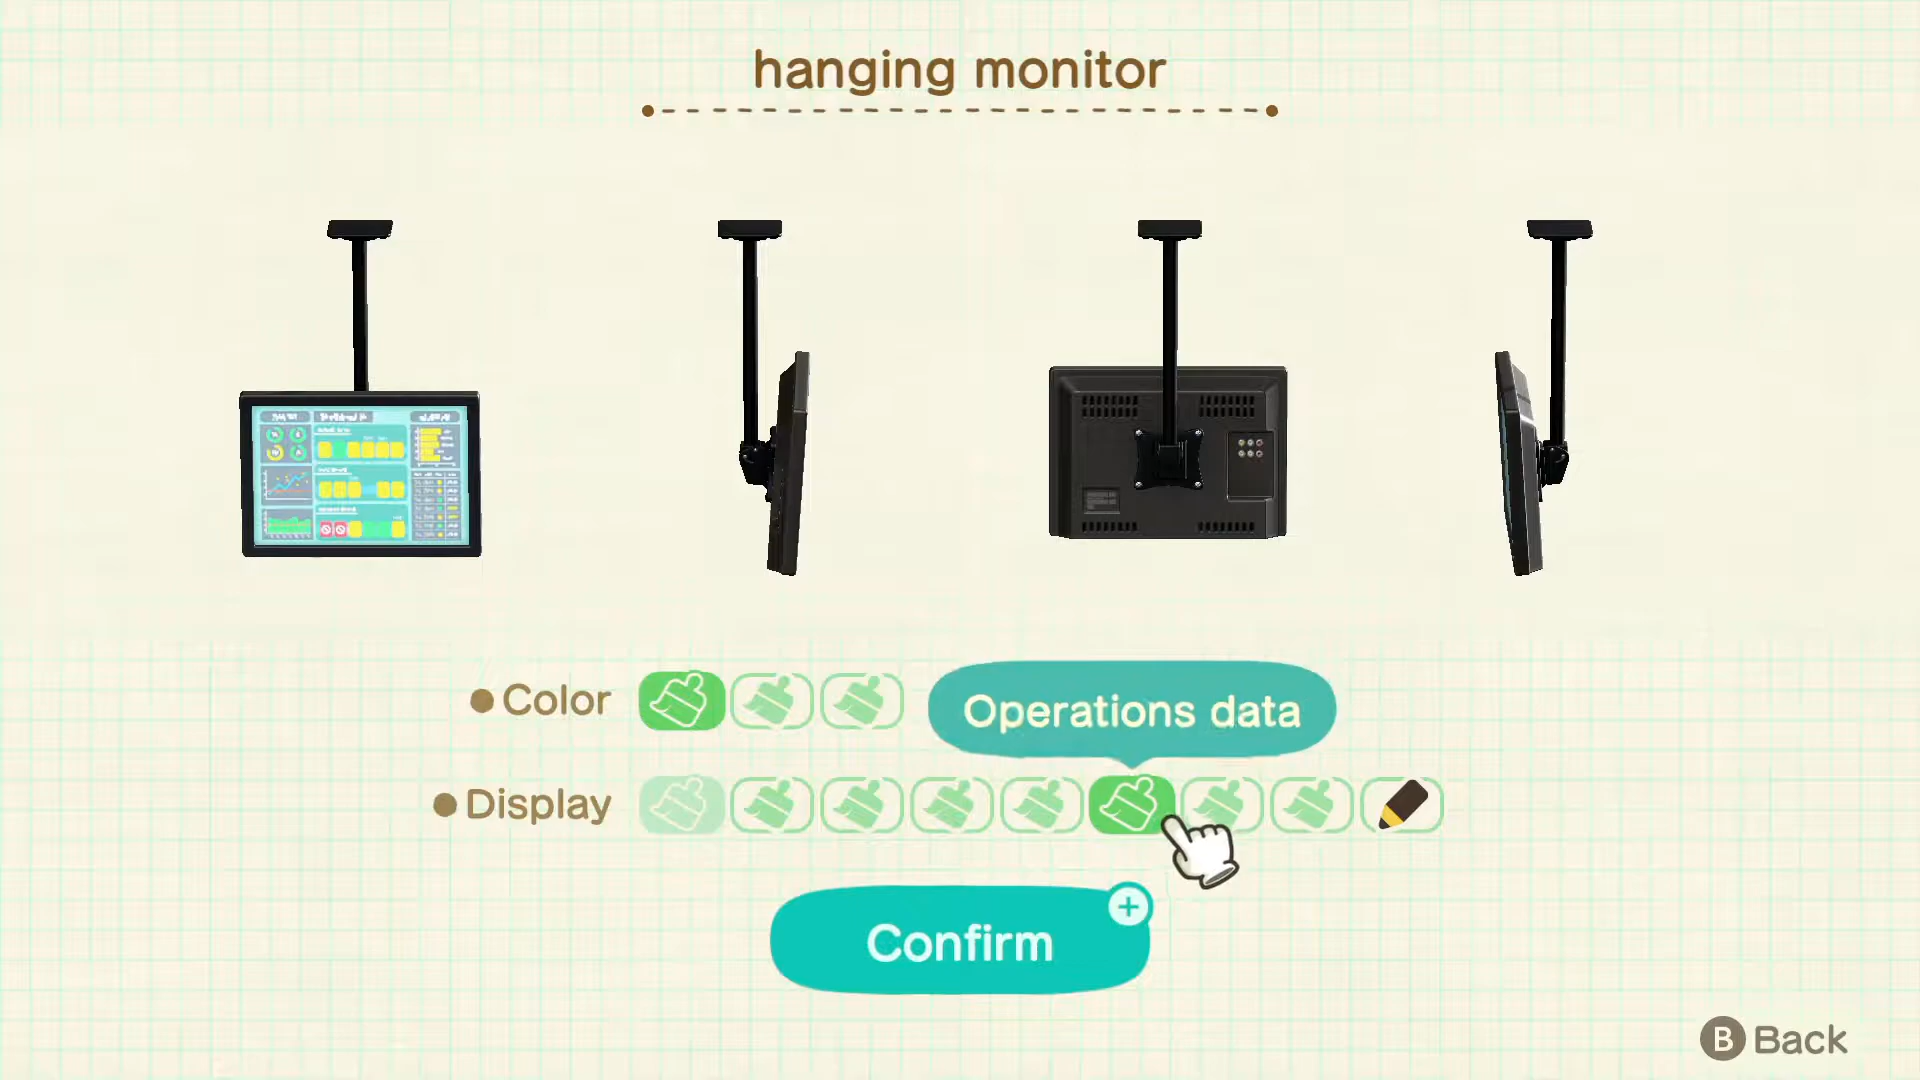 hanging monitor
Color
Operations data
Display
Confirm
B Back